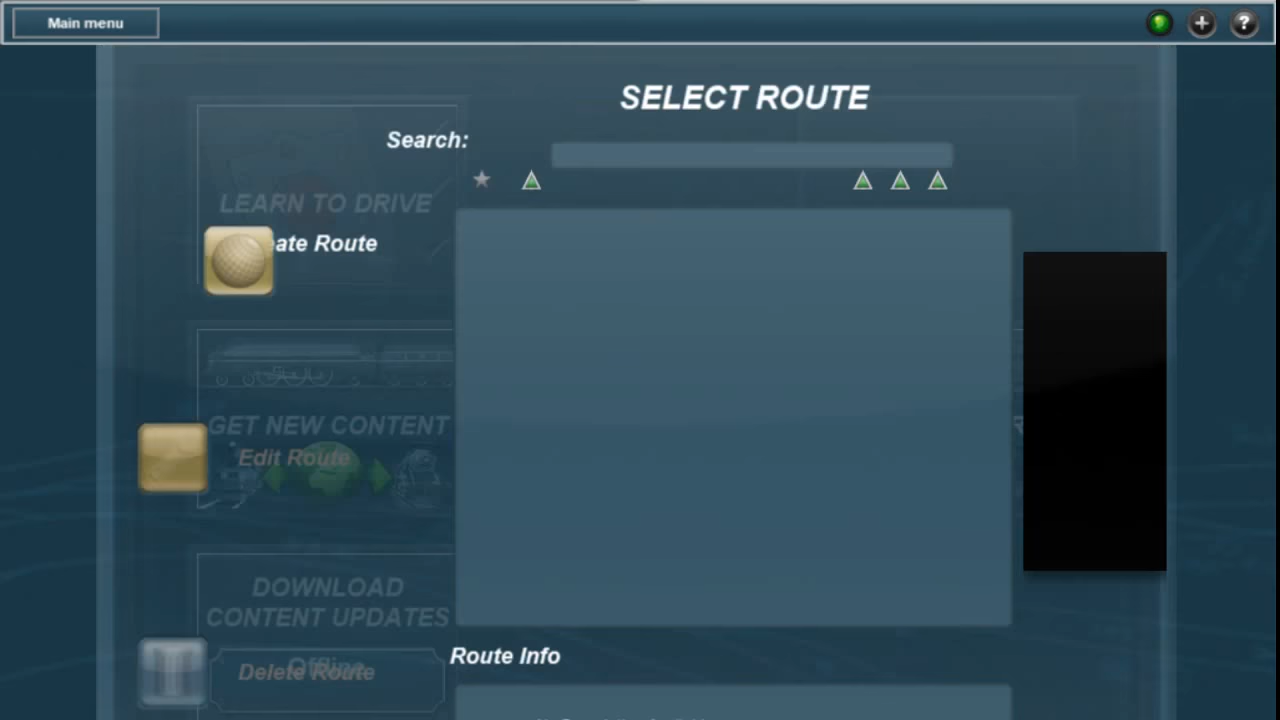 Main menu
?
SELECT ROUTE
Search:
LEARN TO DRIVE
ate Route
GET NEW CONTENT
Edit Route
DOWNLOAD
CONTENT UPDATES
Offline
Delete Route
Route Info